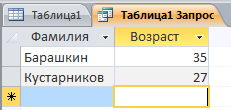 Таблица1 Таблица1 Запрос
Фамилия Возраст
Барашкин 35
Кустарников 27